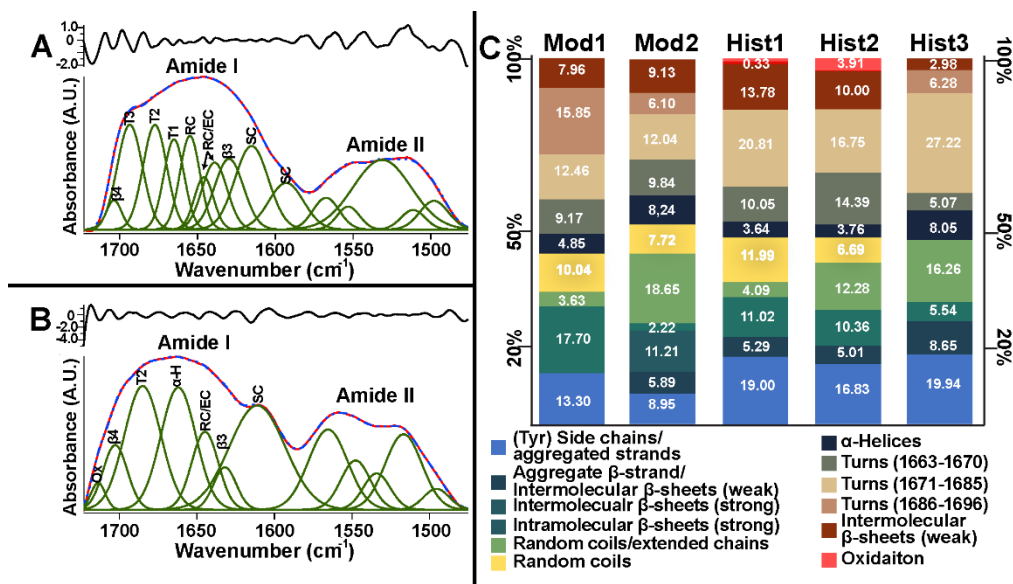 A
1.0
0
-2.0
Amide I
Amide II
β4
T3
T2
T1
RC
RC/EC
β3
SC
SC
Absorbance (A.U.)
1700 1650 1600 1550 1500
Wavenumber (cm-1)
B
0
-2.0
-4.0
Amide I
Amide II
Ox
β4
T2
α-H
RC/EC
β3
SC
Absorbance (A.U.)
1700 1650 1600 1550 1500
Wavenumber (cm-1)
C
Mod1 Mod2 Hist1 Hist2 Hist3
100%
50%
20%
7.96
15.85
12.46
9.17
4.85
10.04
3.63
17.70
13.30
9.13
6.10
12.04
9.84
8,24
7.72
18.65
2.22
11.21
5.89
8.95
0.33
13.78
20.81
10.05
3.64
11.99
4.09
11.02
5.29
19.00
3.91
10.00
16.75
14.39
3.76
6.69
12.28
10.36
5.01
16.83
2.98
6.28
27.22
5.07
8.05
16.26
5.54
8.65
19.94
100%
50%
20%
(Tyr) Side chains/
aggregated strands
Aggregate β-strand/
Intermolecular β-sheets (weak)
Intermolecular β-sheets (strong)
Intramolecular β-sheets (strong)
Random coils/extended chains
Random coils
α-Helices
Turns (1663-1670)
Turns (1671-1685)
Turns (1686-1696)
Intermolecular
β-sheets (weak)
Oxidaiton